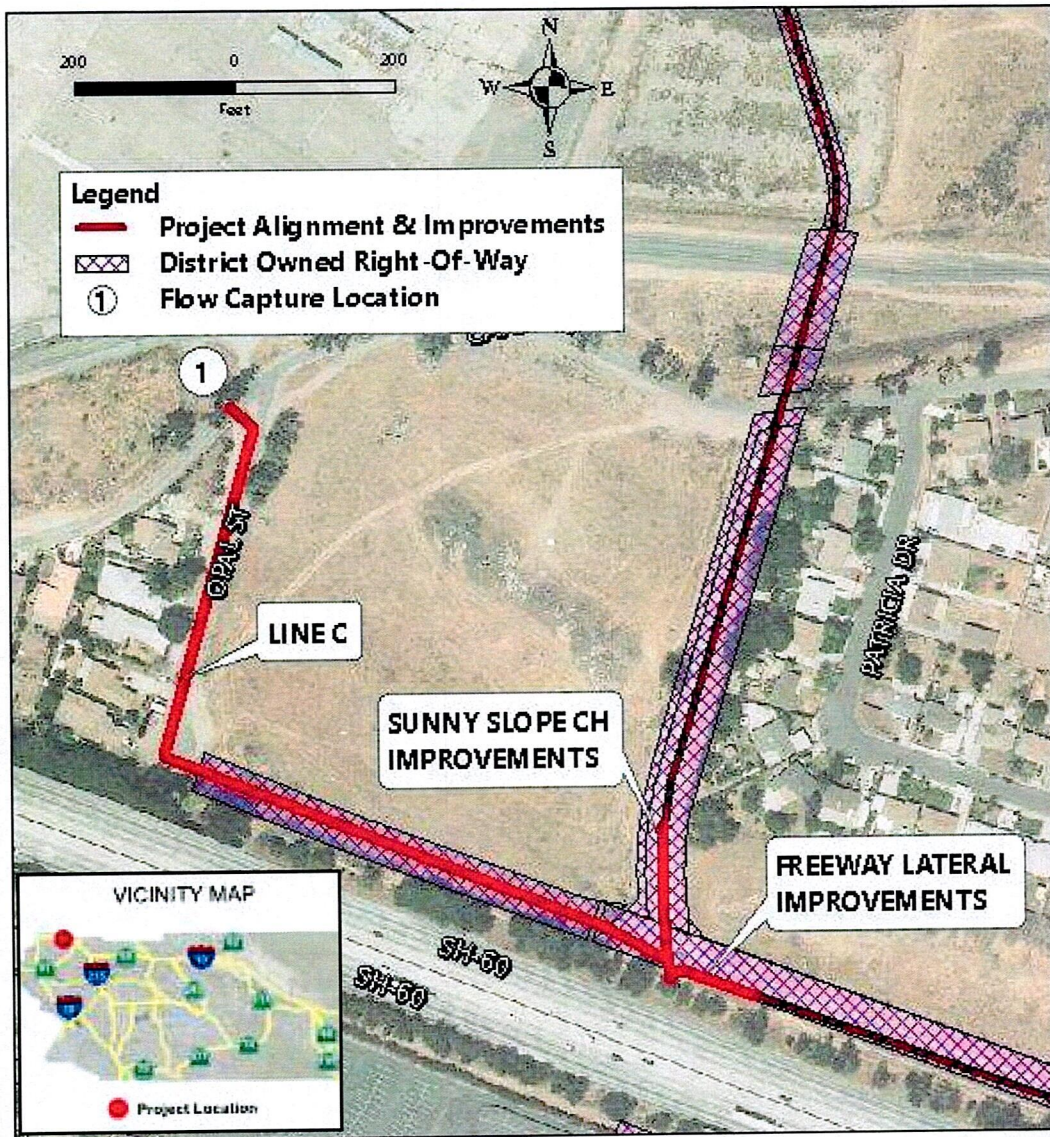 200 0 200
Feet
N
W E
S
Legend
Project Alignment & Improvements
District Owned Right-Of-Way
1 Flow Capture Location
1
OPAL ST
LINE C
PATRICIA DR
SUNNY SLOPE CH
IMPROVEMENTS
FREEWAY LATERAL
IMPROVEMENTS
SH-60
SH-60
VICINITY MAP
215
15
Project Location